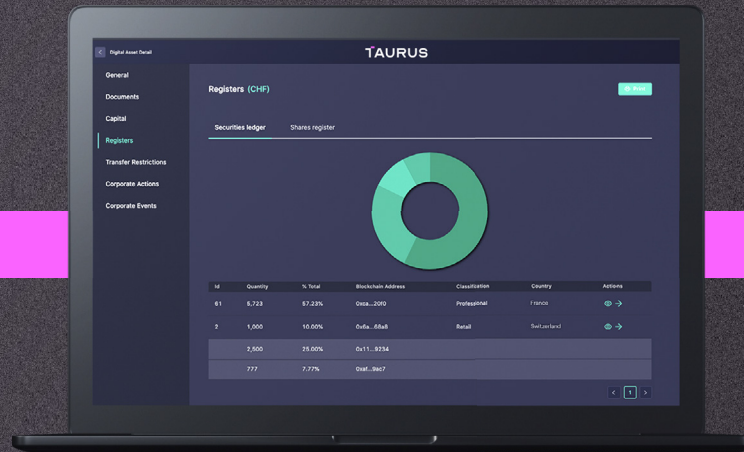 Digital Asset Detail
TAURUS
General
Documents
Capital
Registers
Transfer Restrictions
Corporate Actions
Corporate Events
Registers (CHF)
Print
Securities ledger Shares register
Id Quantity % Total Blockchain Address Classification Country Actions
61 5,723 57.23% 0xca...20f0 Professional France
2 1,000 10.00% 0x6a...68a8 Retail Switzerland
2,500 25.00% 0x11...9234
777 7.77% 0xaf...9ac7
1